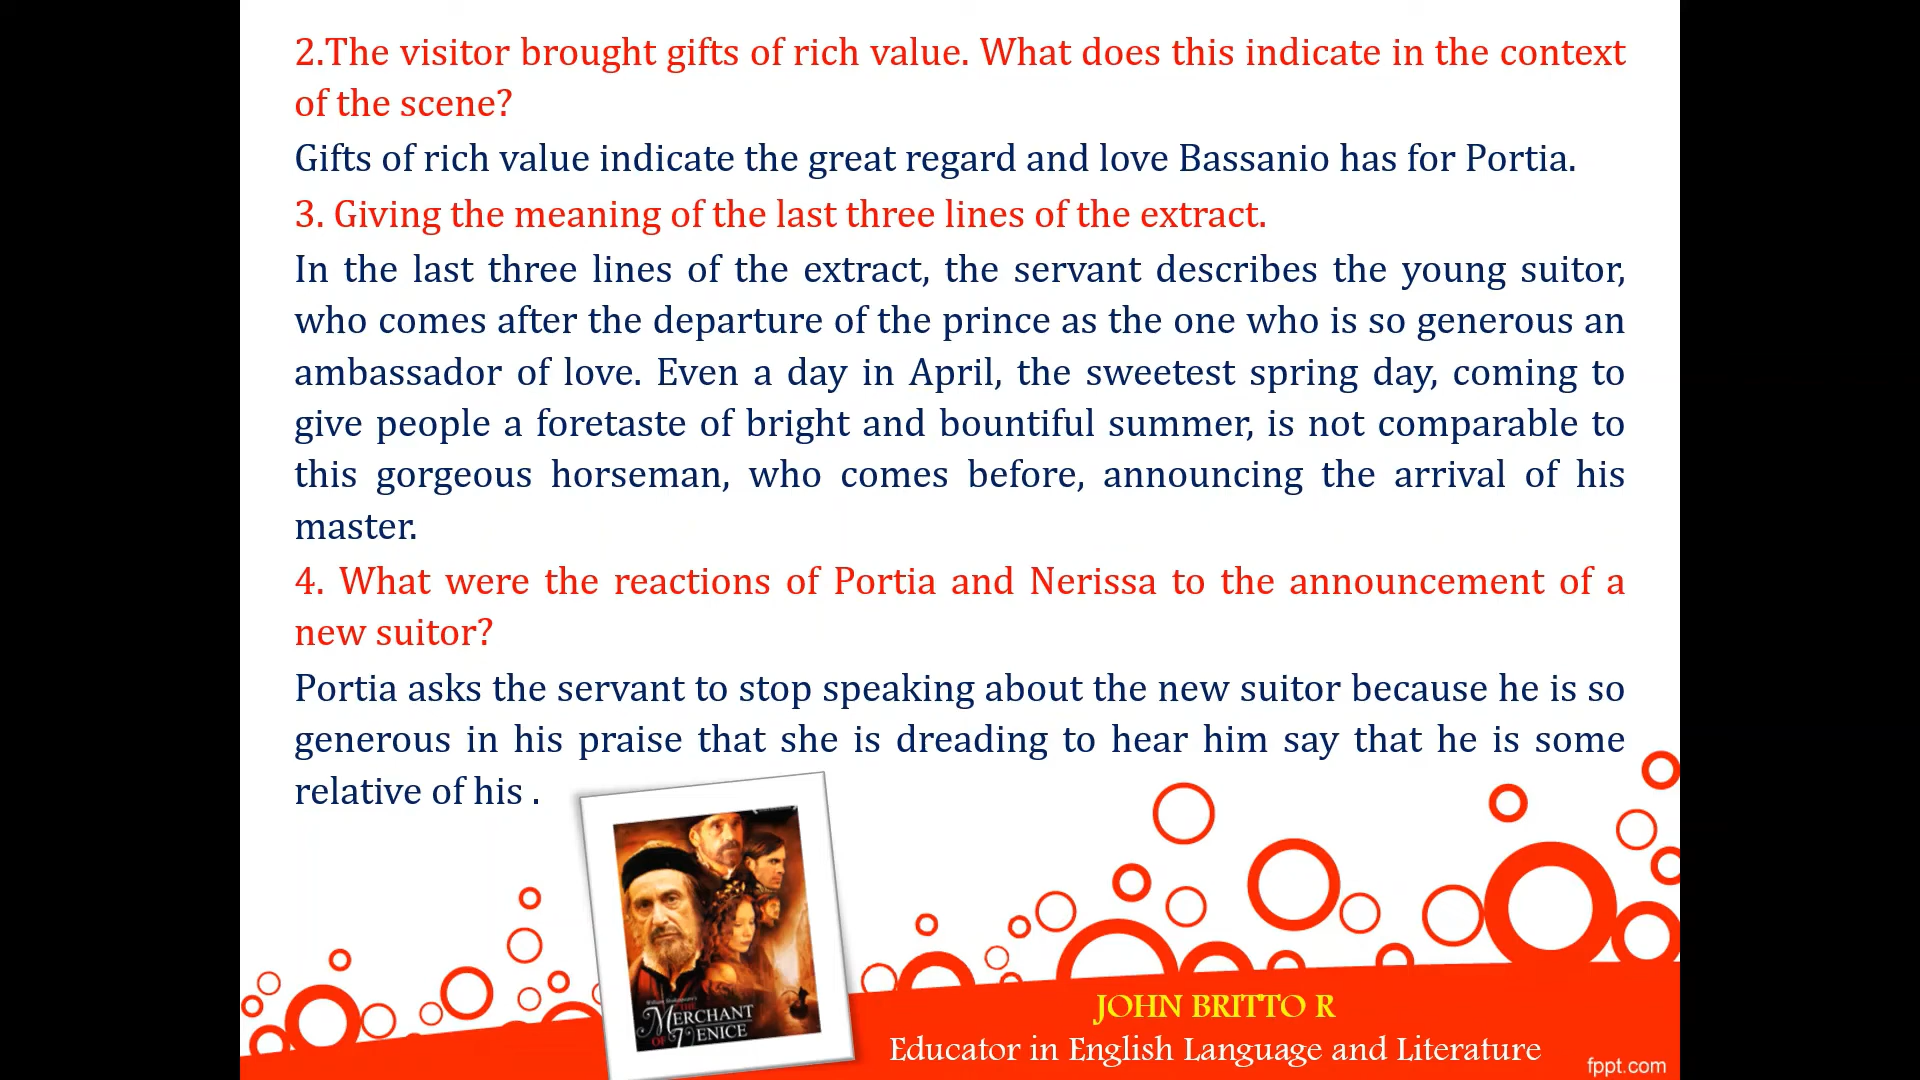 2.The visitor brought gifts of rich value. What does this indicate in the context
of the scene?
Gifts of rich value indicate the great regard and love Bassanio has for Portia.
3. Giving the meaning of the last three lines of the extract.
In the last three lines of the extract, the servant describes the young suitor,
who comes after the departure of the prince as the one who is so generous an
ambassador of love. Even a day in April, the sweetest spring day, coming to
give people a foretaste of bright and bountiful summer, is not comparable to
this gorgeous horseman, who comes before, announcing the arrival of his
master.
4. What were the reactions of Portia and Nerissa to the announcement of a
new suitor?
Portia asks the servant to stop speaking about the new suitor because he is so
generous in his praise that she is dreading to hear him say that he is some
relative of his .
William Shakespeare's
THE
MERCHANT
OF VENICE
JOHN BRITTO R
Educator in English Language and Literature
fppt.com